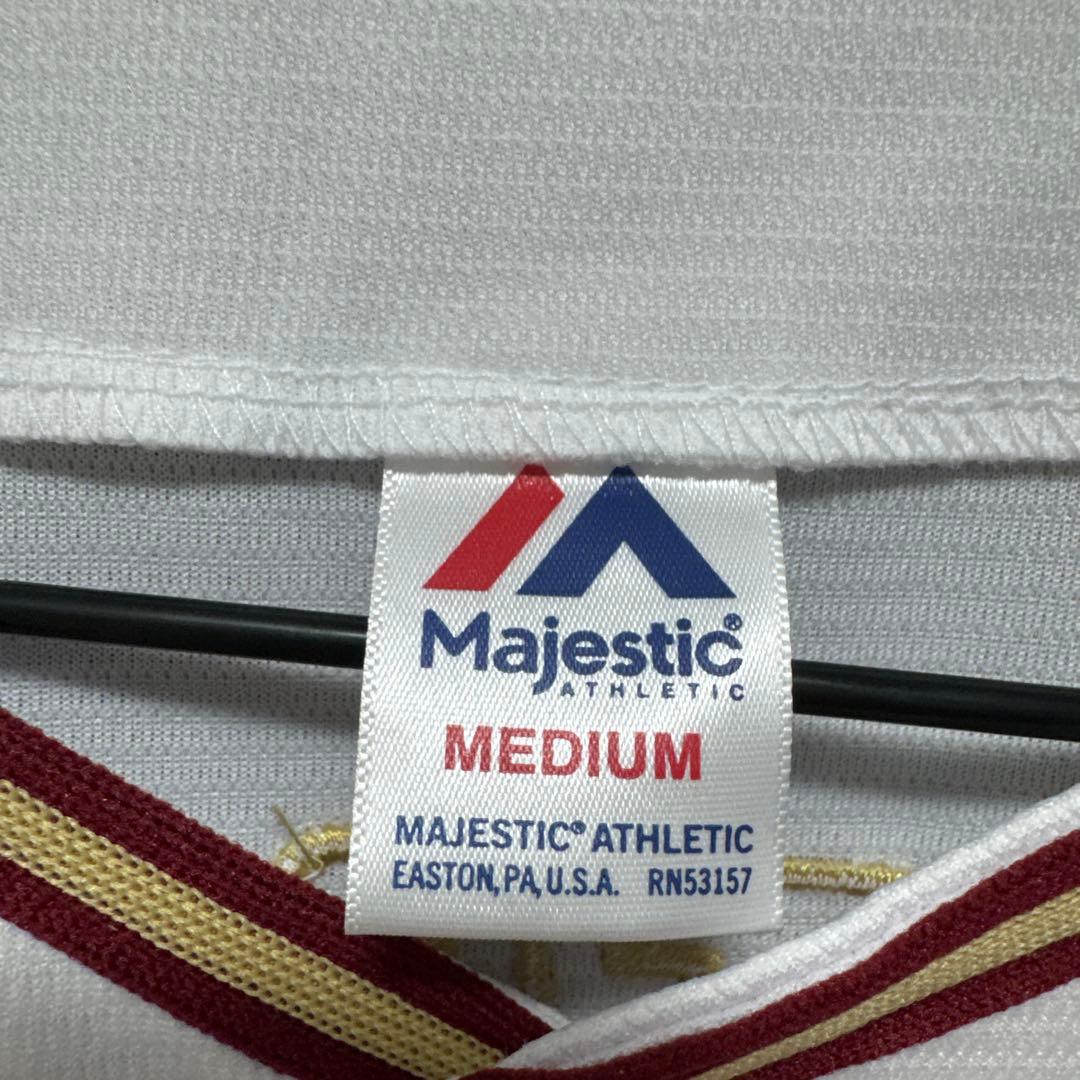 Majestic®
ATHLETIC
MEDIUM
MAJESTIC® ATHLETIC
EASTON, PA, U.S.A. RN53157